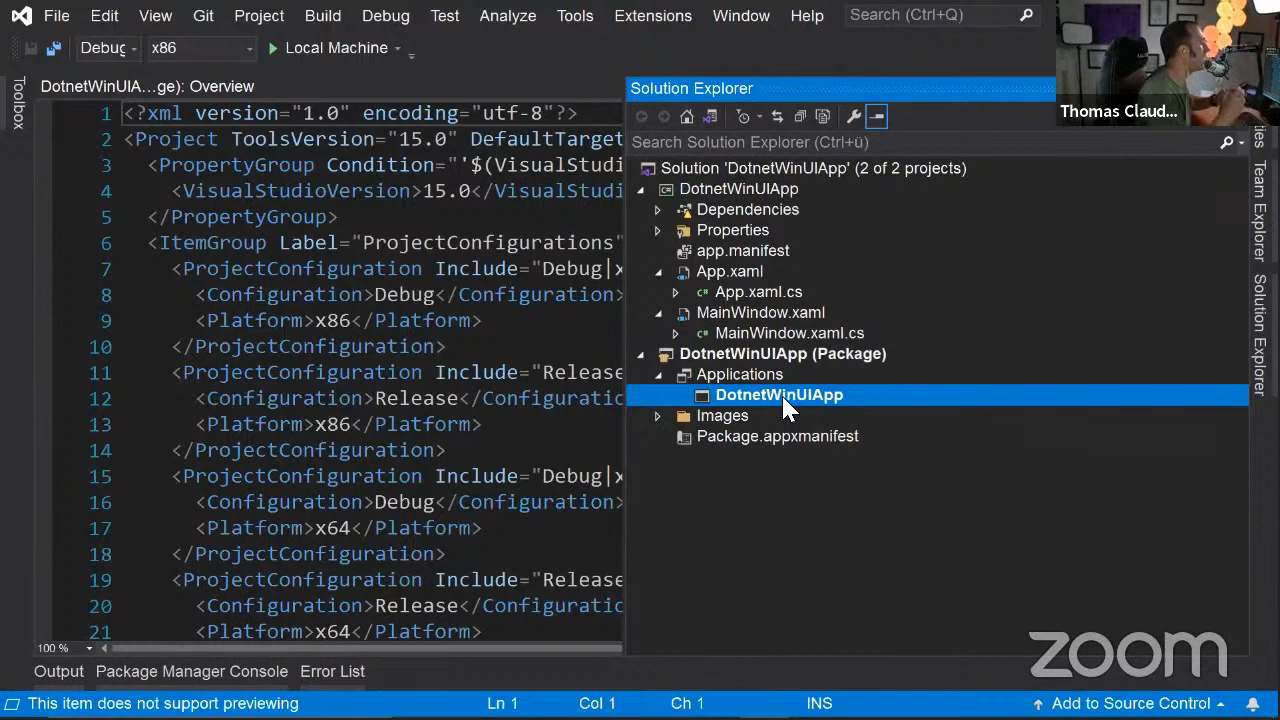 File Edit View Git Project Build Debug Test Analyze Tools Extensions Window Help Search (Ctrl+Q)
Debug x86 Local Machine
Thomas Claud...
Toolbox
DotnetWinUIA...ge): Overview
1 <?xml version="1.0" encoding="utf-8"?>
2 <Project ToolsVersion="15.0" DefaultTarget
3 <PropertyGroup Condition="'$(VisualStudi
4 <VisualStudioVersion>15.0</VisualStudi
5 </PropertyGroup>
6 <ItemGroup Label="ProjectConfigurations"
7 <ProjectConfiguration Include="Debug|x
8 <Configuration>Debug</Configuration>
9 <Platform>x86</Platform>
10 </ProjectConfiguration>
11 <ProjectConfiguration Include="Release
12 <Configuration>Release</Configuratio
13 <Platform>x86</Platform>
14 </ProjectConfiguration>
15 <ProjectConfiguration Include="Debug|x
16 <Configuration>Debug</Configuration>
17 <Platform>x64</Platform>
18 </ProjectConfiguration>
19 <ProjectConfiguration Include="Release
20 <Configuration>Release</Configuratio
21 <Platform>x64</Platform>
100 %
Solution Explorer
Search Solution Explorer (Ctrl+ü)
Solution 'DotnetWinUIApp' (2 of 2 projects)
DotnetWinUIApp
Dependencies
Properties
app.manifest
App.xaml
App.xaml.cs
MainWindow.xaml
MainWindow.xaml.cs
DotnetWinUIApp (Package)
Applications
DotnetWinUIApp
Images
Package.appxmanifest
Team Explorer
Solution Explorer
zoom
Output Package Manager Console Error List
This item does not support previewing Ln 1 Col 1 Ch 1 INS Add to Source Control